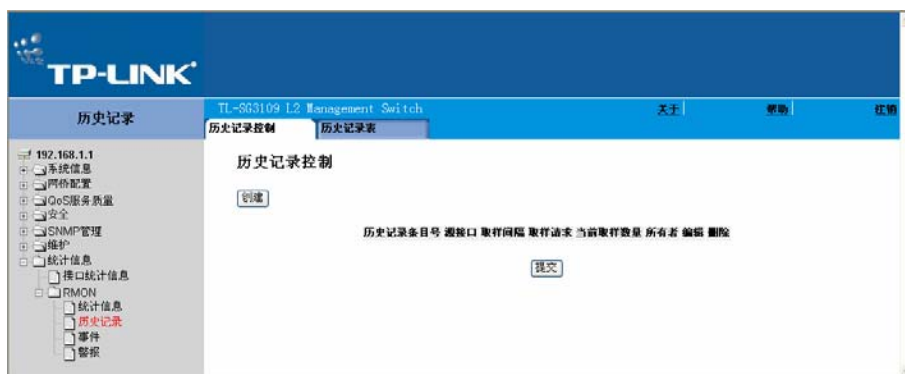 TP-LINK
历史记录
TL-SG3109 L2 Management Switch
关于
帮助
注销
历史记录控制
历史记录表
192.168.1.1
系统信息
网桥配置
QoS服务质量
安全
SNMP管理
维护
统计信息
接口统计信息
RMON
统计信息
历史记录
事件
警报
历史记录控制
创建
历史记录条目号 源接口 取样间隔 取样请求 当前取样数量 所有者 编辑 删除
提交